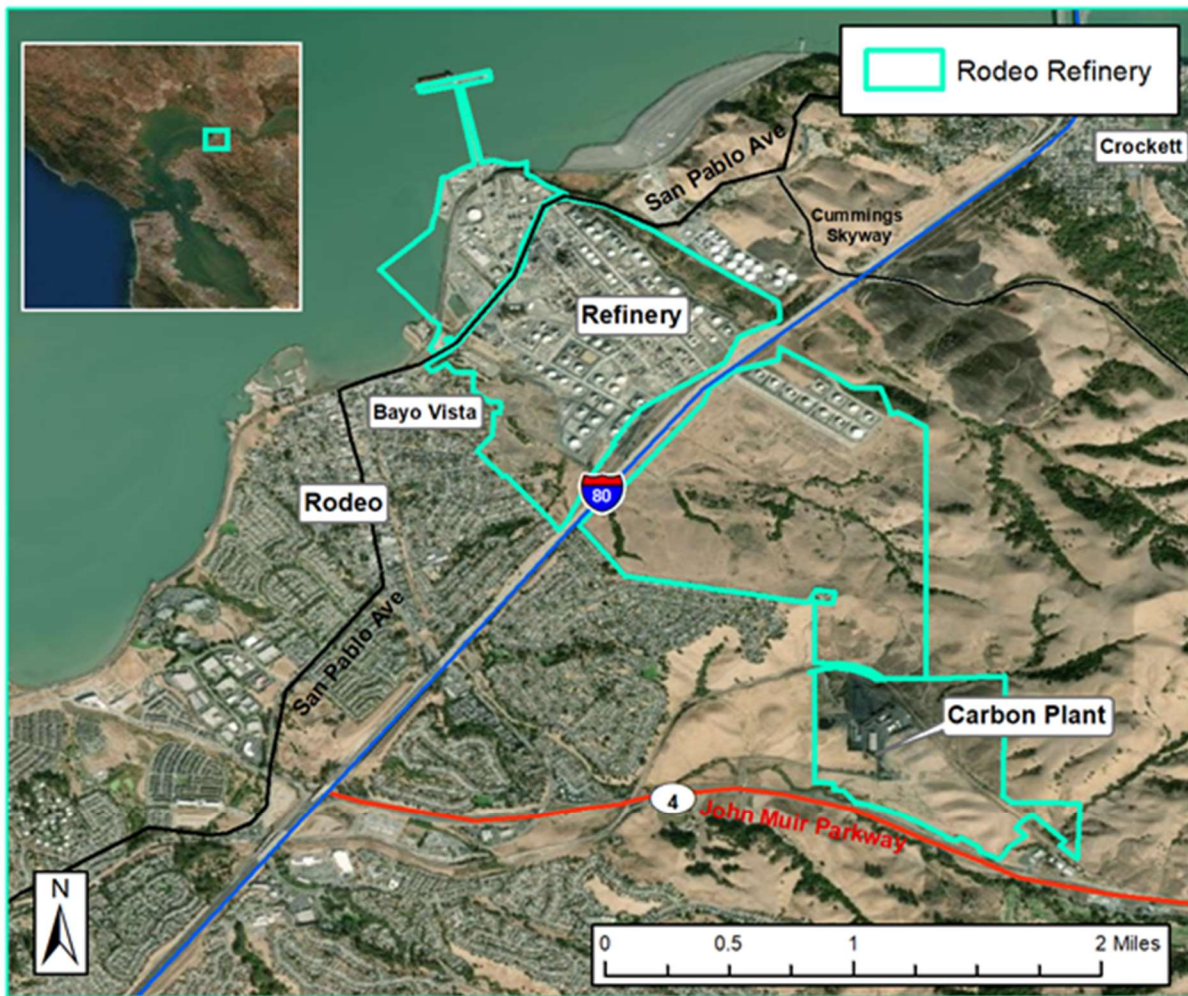 Rodeo Refinery
Crockett
San Pablo Ave
Cummings
Skyway
Refinery
Bayo Vista
80
Rodeo
San Pablo Ave
Carbon Plant
4
John Muir Parkway
N
0 0.5 1 2 Miles